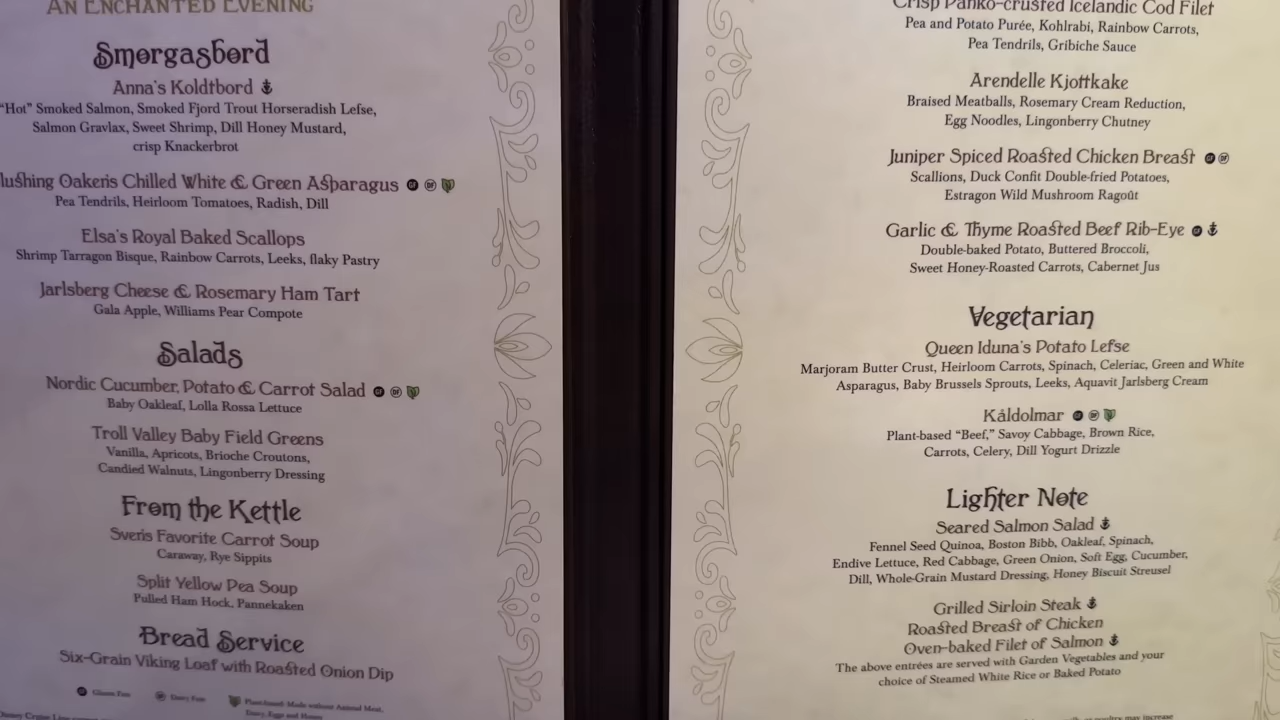 AN ENCHANTED EVENING
Smorgasbord
Anna's Koldtbord
"Hot" Smoked Salmon, Smoked Fjord Trout Horseradish Lefse,
Salmon Gravlax, Sweet Shrimp, Dill Honey Mustard,
crisp Knackerbrot
Oaken's Chilled White & Green Asparagus
Pea Tendrils, Heirloom Tomatoes, Radish, Dill
Elsa's Royal Baked Scallops
Shrimp Tarragon Bisque, Rainbow Carrots, Leeks, flaky Pastry
Jarlsberg Cheese & Rosemary Ham Tart
Gala Apple, Williams Pear Compote
Salads
Nordic Cucumber, Potato & Carrot Salad
Baby Oakleaf, Lolla Rossa Lettuce
Troll Valley Baby Field Greens
Vanilla, Apricots, Brioche Croutons,
Candied Walnuts, Lingonberry Dressing
From the Kettle
Sven's Favorite Carrot Soup
Caraway, Rye Sippits
Split Yellow Pea Soup
Pulled Ham Hock, Pannekaken
Bread Service
Six-Grain Viking Loaf with Roasted Onion Dip
Gluten Free Dairy Free Plant-based: Made without Animal Meat,
Dairy, Eggs and Honey
Disney Cruise Line
Crisp Panko-crusted Icelandic Cod Filet
Pea and Potato Purée, Kohlrabi, Rainbow Carrots,
Pea Tendrils, Gribiche Sauce
Arendelle Kjottkake
Braised Meatballs, Rosemary Cream Reduction,
Egg Noodles, Lingonberry Chutney
Juniper Spiced Roasted Chicken Breast
Scallions, Duck Confit Double-fried Potatoes,
Estragon Wild Mushroom Ragoût
Garlic & Thyme Roasted Beef Rib-Eye
Double-baked Potato, Buttered Broccoli,
Sweet Honey-Roasted Carrots, Cabernet Jus
Vegetarian
Queen Iduna's Potato Lefse
Marjoram Butter Crust, Heirloom Carrots, Spinach, Celeriac, Green and White
Asparagus, Baby Brussels Sprouts, Leeks, Aquavit Jarlsberg Cream
Kåldolmar
Plant-based "Beef," Savoy Cabbage, Brown Rice,
Carrots, Celery, Dill Yogurt Drizzle
Lighter Note
Seared Salmon Salad
Fennel Seed Quinoa, Boston Bibb, Oakleaf, Spinach,
Endive Lettuce, Red Cabbage, Green Onion, Soft Egg, Cucumber,
Dill, Whole-Grain Mustard Dressing, Honey Biscuit Streusel
Grilled Sirloin Steak
Roasted Breast of Chicken
Oven-baked Filet of Salmon
The above entrées are served with Garden Vegetables and your
choice of Steamed White Rice or Baked Potato
may increase